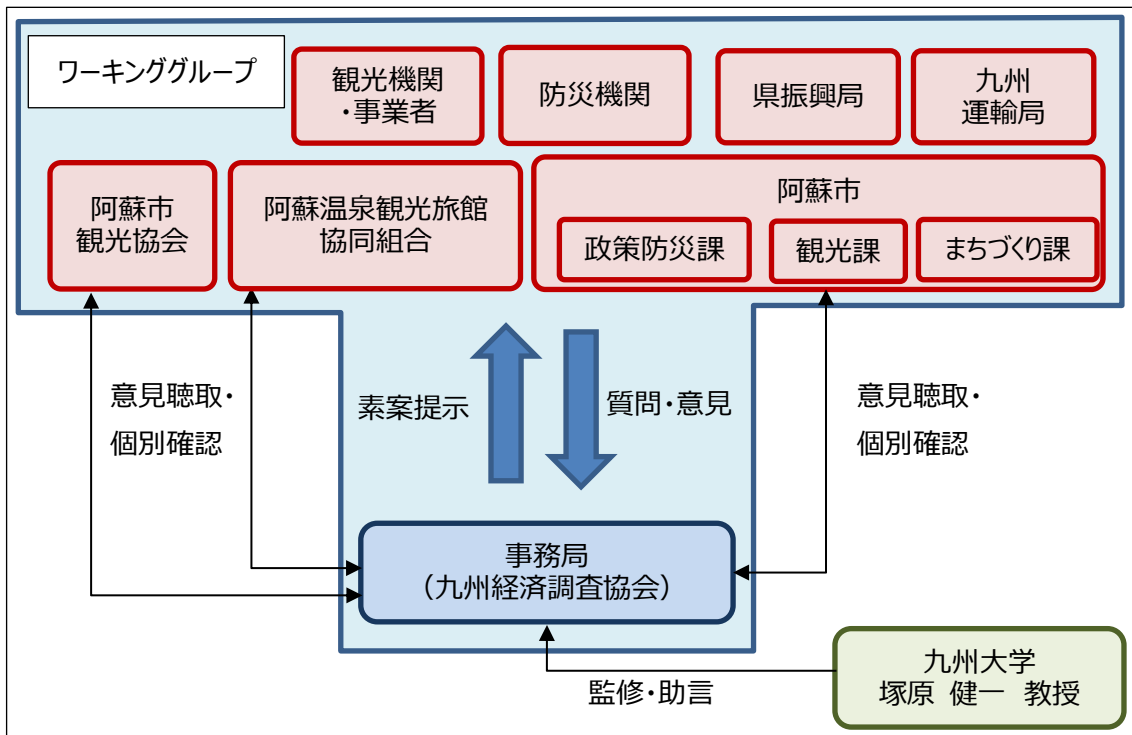 ワーキンググループ
観光機関
・事業者
防災機関
県振興局
九州
運輸局
阿蘇市
観光協会
阿蘇温泉観光旅館
協同組合
阿蘇市
政策防災課
観光課
まちづくり課
意見聴取・
個別確認
素案提示
質問・意見
意見聴取・
個別確認
事務局
（九州経済調査協会）
監修・助言
九州大学
塚原 健一 教授